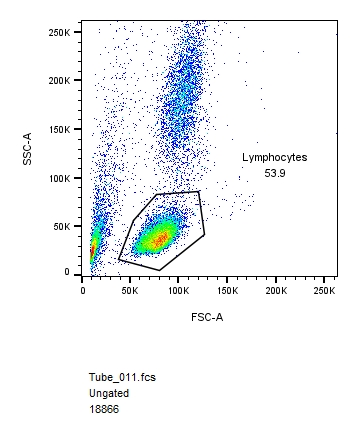 250K
200K
150K
100K
50K
0
SSC-A
Lymphocytes
53.9
0 50K 100K 150K 200K 250K
FSC-A
Tube_011.fcs
Ungated
18866